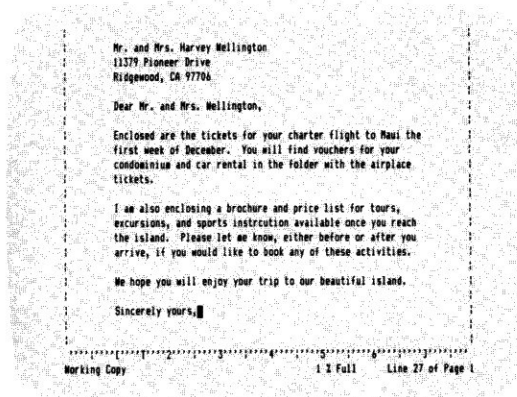 Mr. and Mrs. Harvey Wellington
11379 Pioneer Drive
Ridgewood, CA 97706
Dear Mr. and Mrs. Wellington,
Enclosed are the tickets for your charter flight to Maui the
first week of December. You will find vouchers for your
condominium and car rental in the folder with the airplace
tickets.
I am also enclosing a brochure and price list for tours,
excursions, and sports instrcution available once you reach
the island. Please let me know, either before or after you
arrive, if you would like to book any of these activities.
We hope you will enjoy your trip to our beautiful island.
Sincerely yours,
Working Copy 1 % Full Line 27 of Page 1